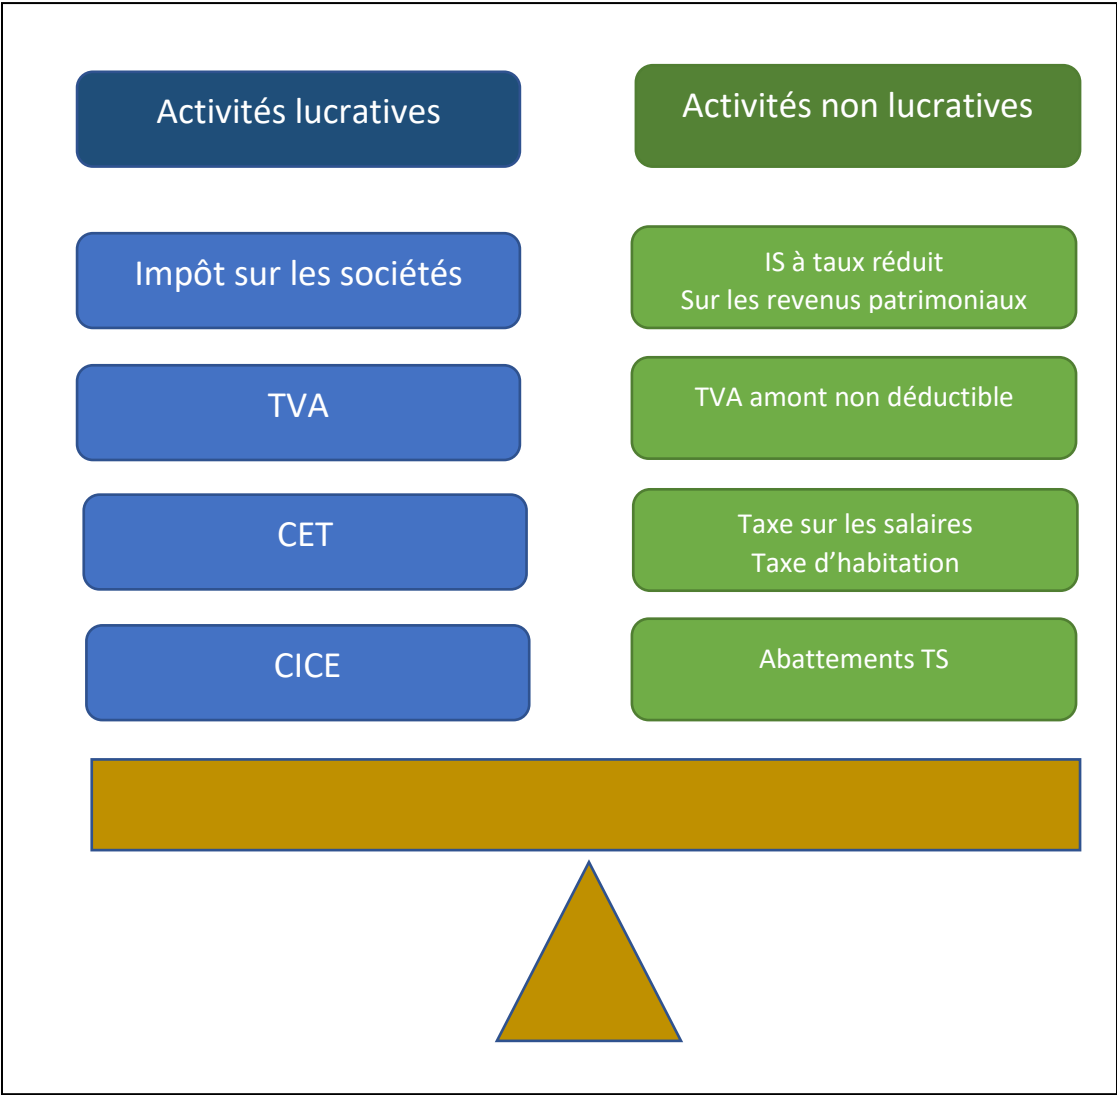 Activités lucratives
Activités non lucratives
Impôt sur les sociétés
IS à taux réduit
Sur les revenus patrimoniaux
TVA
TVA amont non déductible
CET
Taxe sur les salaires
Taxe d’habitation
CICE
Abattements TS